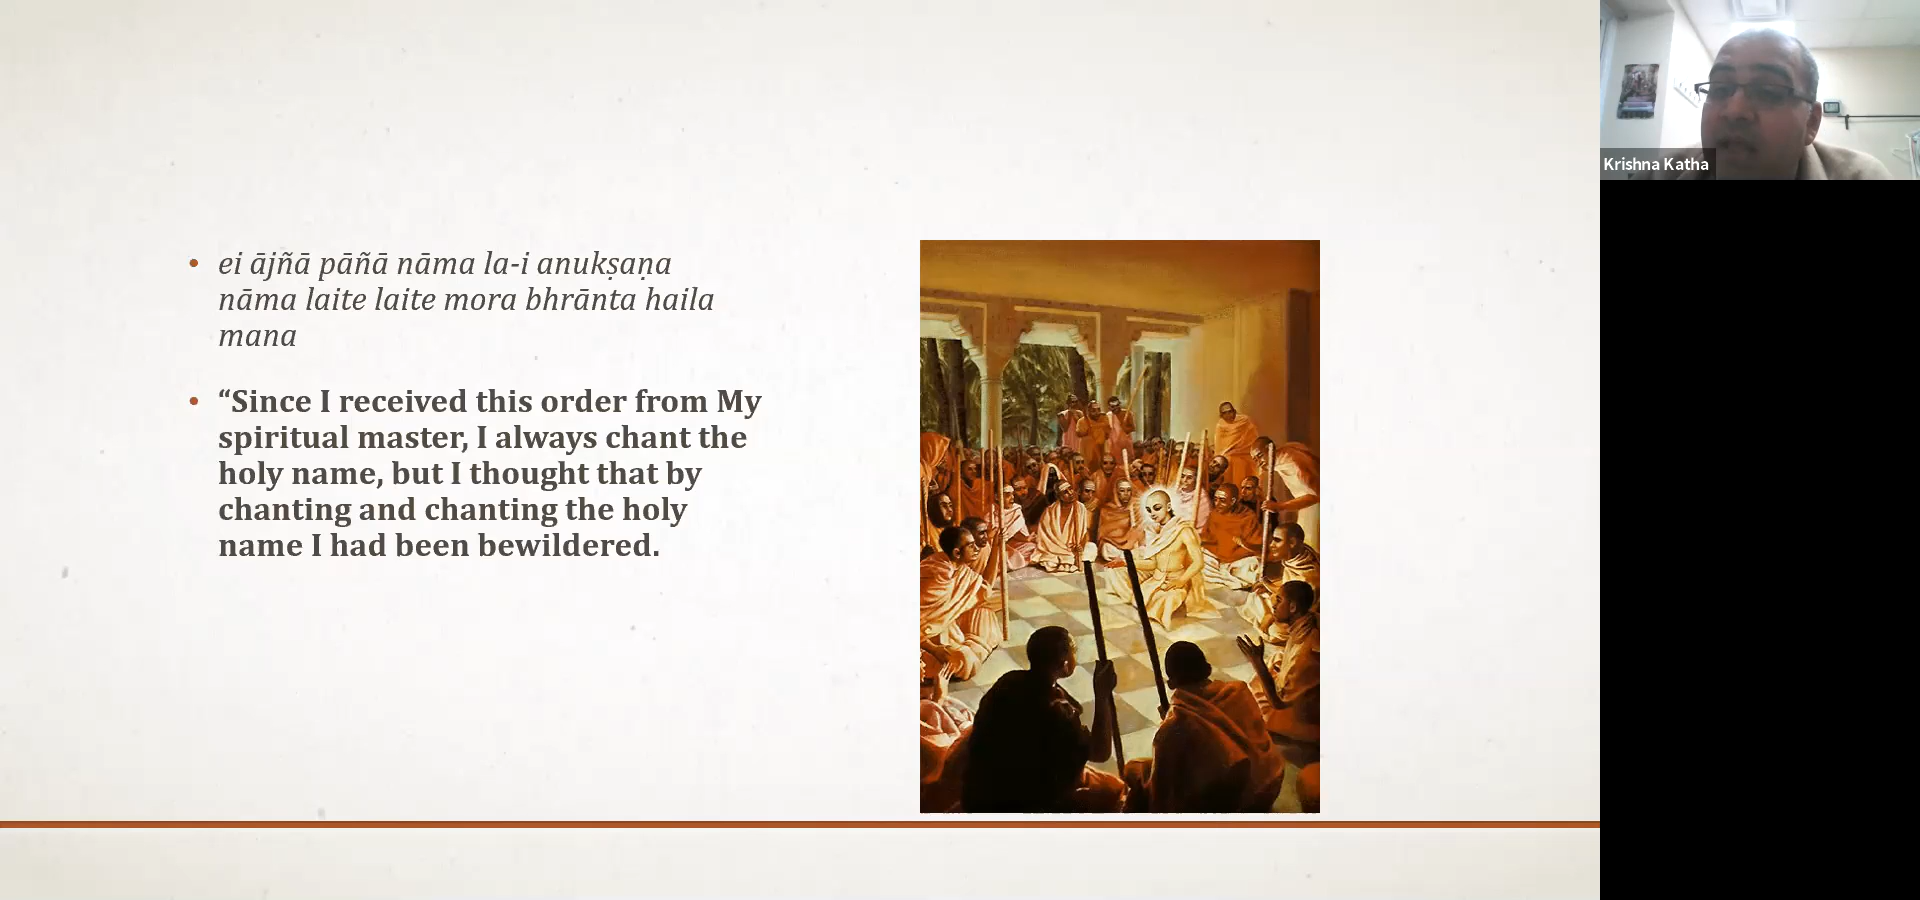 ei ājñā pāñā nāma la-i anukṣaṇa
nāma laite laite mora bhrānta haila
mana
“Since I received this order from My
spiritual master, I always chant the
holy name, but I thought that by
chanting and chanting the holy
name I had been bewildered.
Krishna Katha